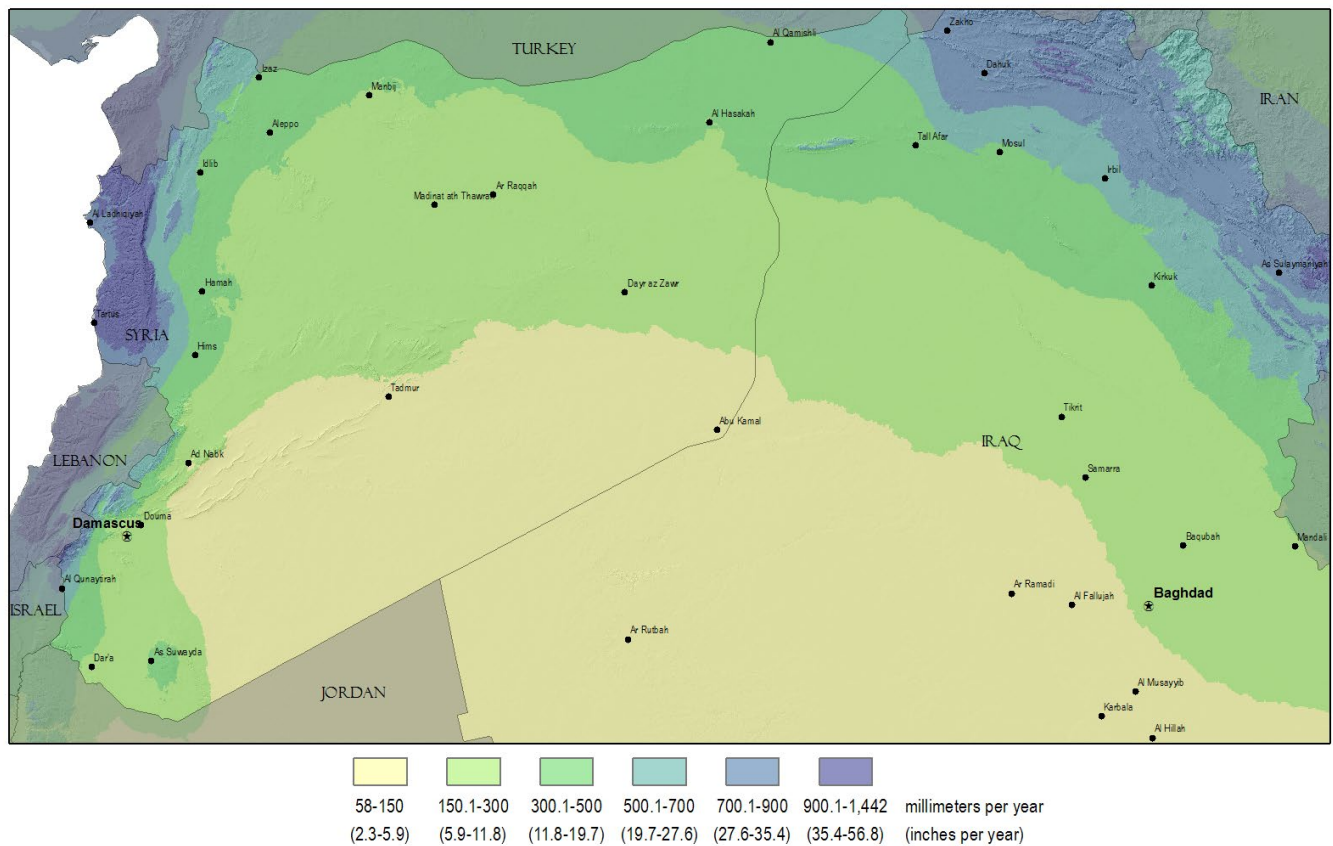 Zakho
Al Qamishli
TURKEY
Izaz
Dahuk
Manbij
IRAN
Al Hasakah
Aleppo
Tall Afar
Mosul
Idlib
Irbil
Ar Raqqah
Madinat ath Thawrah
Al Ladhiqiyah
As Sulaymaniyah
Hamah
Dayr az Zawr
Kirkuk
Tartus
SYRIA
Hims
Tadmur
Tikrit
Abu Kamal
IRAQ
Ad Nabk
LEBANON
Samarra
Douma
Damascus
Baqubah
Mandali
Al Qunaytirah
Ar Ramadi
Baghdad
Al Fallujah
ISRAEL
Ar Rutbah
Dar'a
As Suwayda
JORDAN
Al Musayyib
Karbala
Al Hillah
58-150 150.1-300 300.1-500 500.1-700 700.1-900 900.1-1,442 millimeters per year
(2.3-5.9) (5.9-11.8) (11.8-19.7) (19.7-27.6) (27.6-35.4) (35.4-56.8) (inches per year)